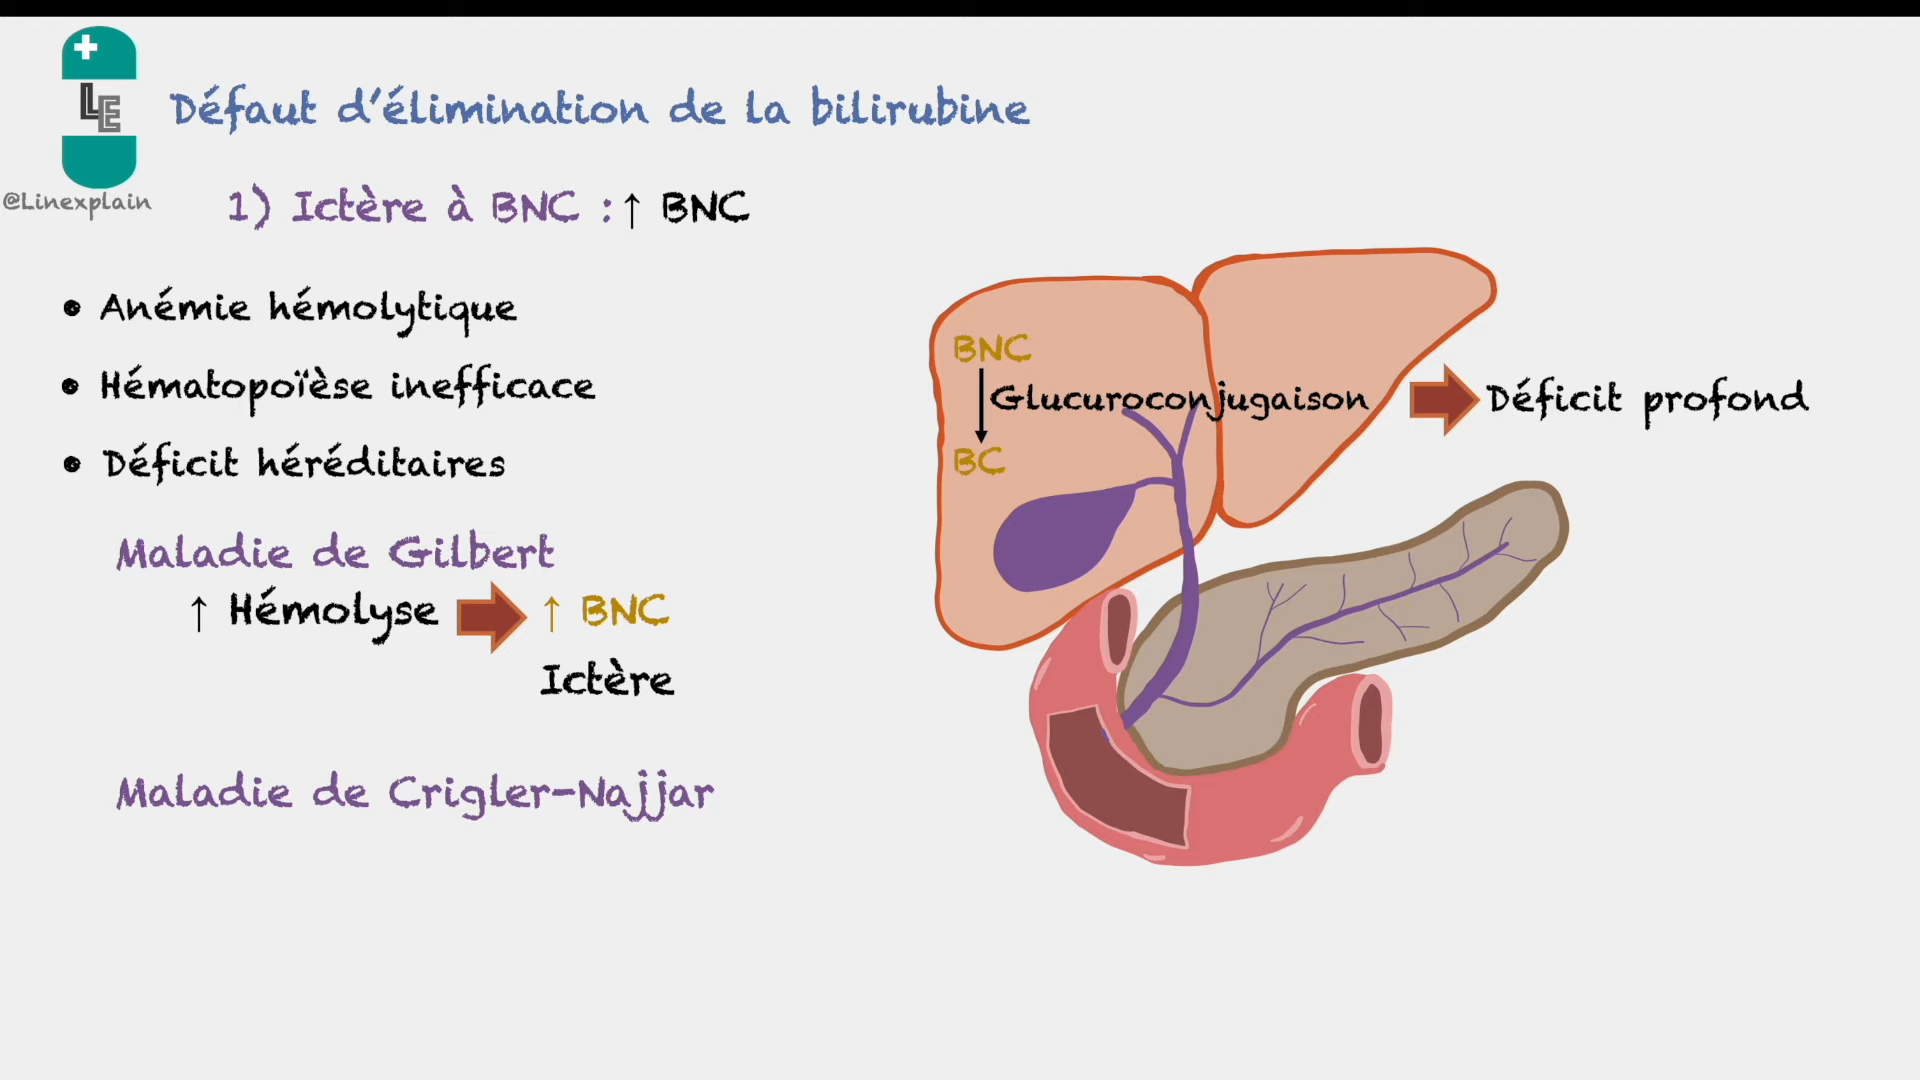 LE
Défaut d'élimination de la bilirubine
@Linexplain
1) Ictère à BNC : ↑ BNC
• Anémie hémolytique
• Hématopoïèse inefficace
• Déficit héréditaires
Maladie de Gilbert
↑ Hémolyse
↑ BNC
Ictère
Maladie de Crigler-Najjar
BNC
Glucuroconjugaison
BC
Déficit profond